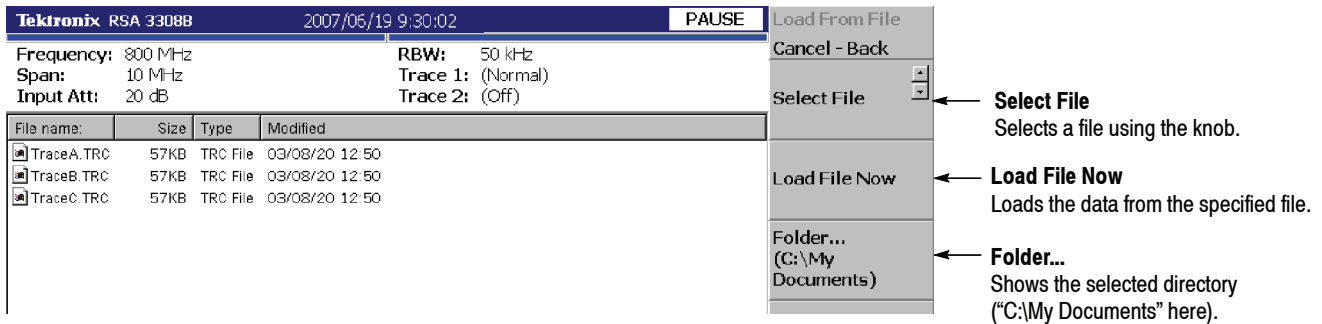 Tektronix RSA 3308B 2007/06/19 9:30:02 PAUSE
Frequency: 800 MHz RBW: 50 kHz
Span: 10 MHz Trace 1: (Normal)
Input Att: 20 dB Trace 2: (Off)
File name: Size Type Modified
TraceA.TRC 57KB TRC File 03/08/20 12:50
TraceB.TRC 57KB TRC File 03/08/20 12:50
TraceC.TRC 57KB TRC File 03/08/20 12:50
Load From File
Cancel - Back
Select File
Load File Now
Folder...
(C:\My
Documents)
Select File
Selects a file using the knob.
Load File Now
Loads the data from the specified file.
Folder...
Shows the selected directory
(“C:\My Documents” here).